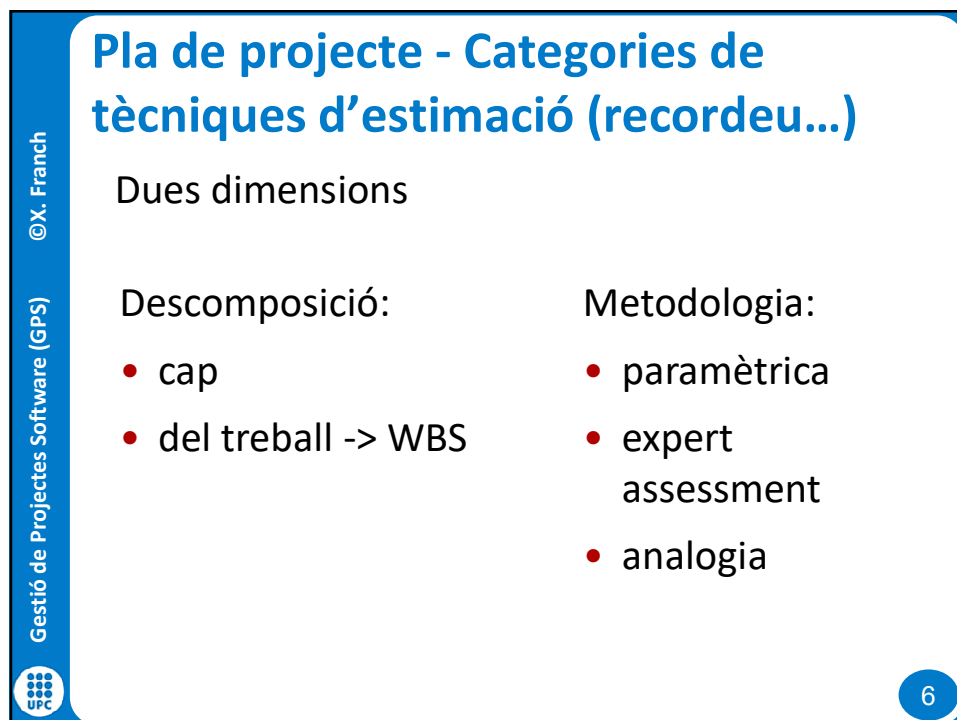 Pla de projecte - Categories de
tècniques d'estimació (recordeu…)
Dues dimensions
Descomposició:
• cap
• del treball -> WBS
Metodologia:
• paramètrica
• expert
assessment
• analogia
Gestió de Projectes Software (GPS) ©X. Franch
UPC
6